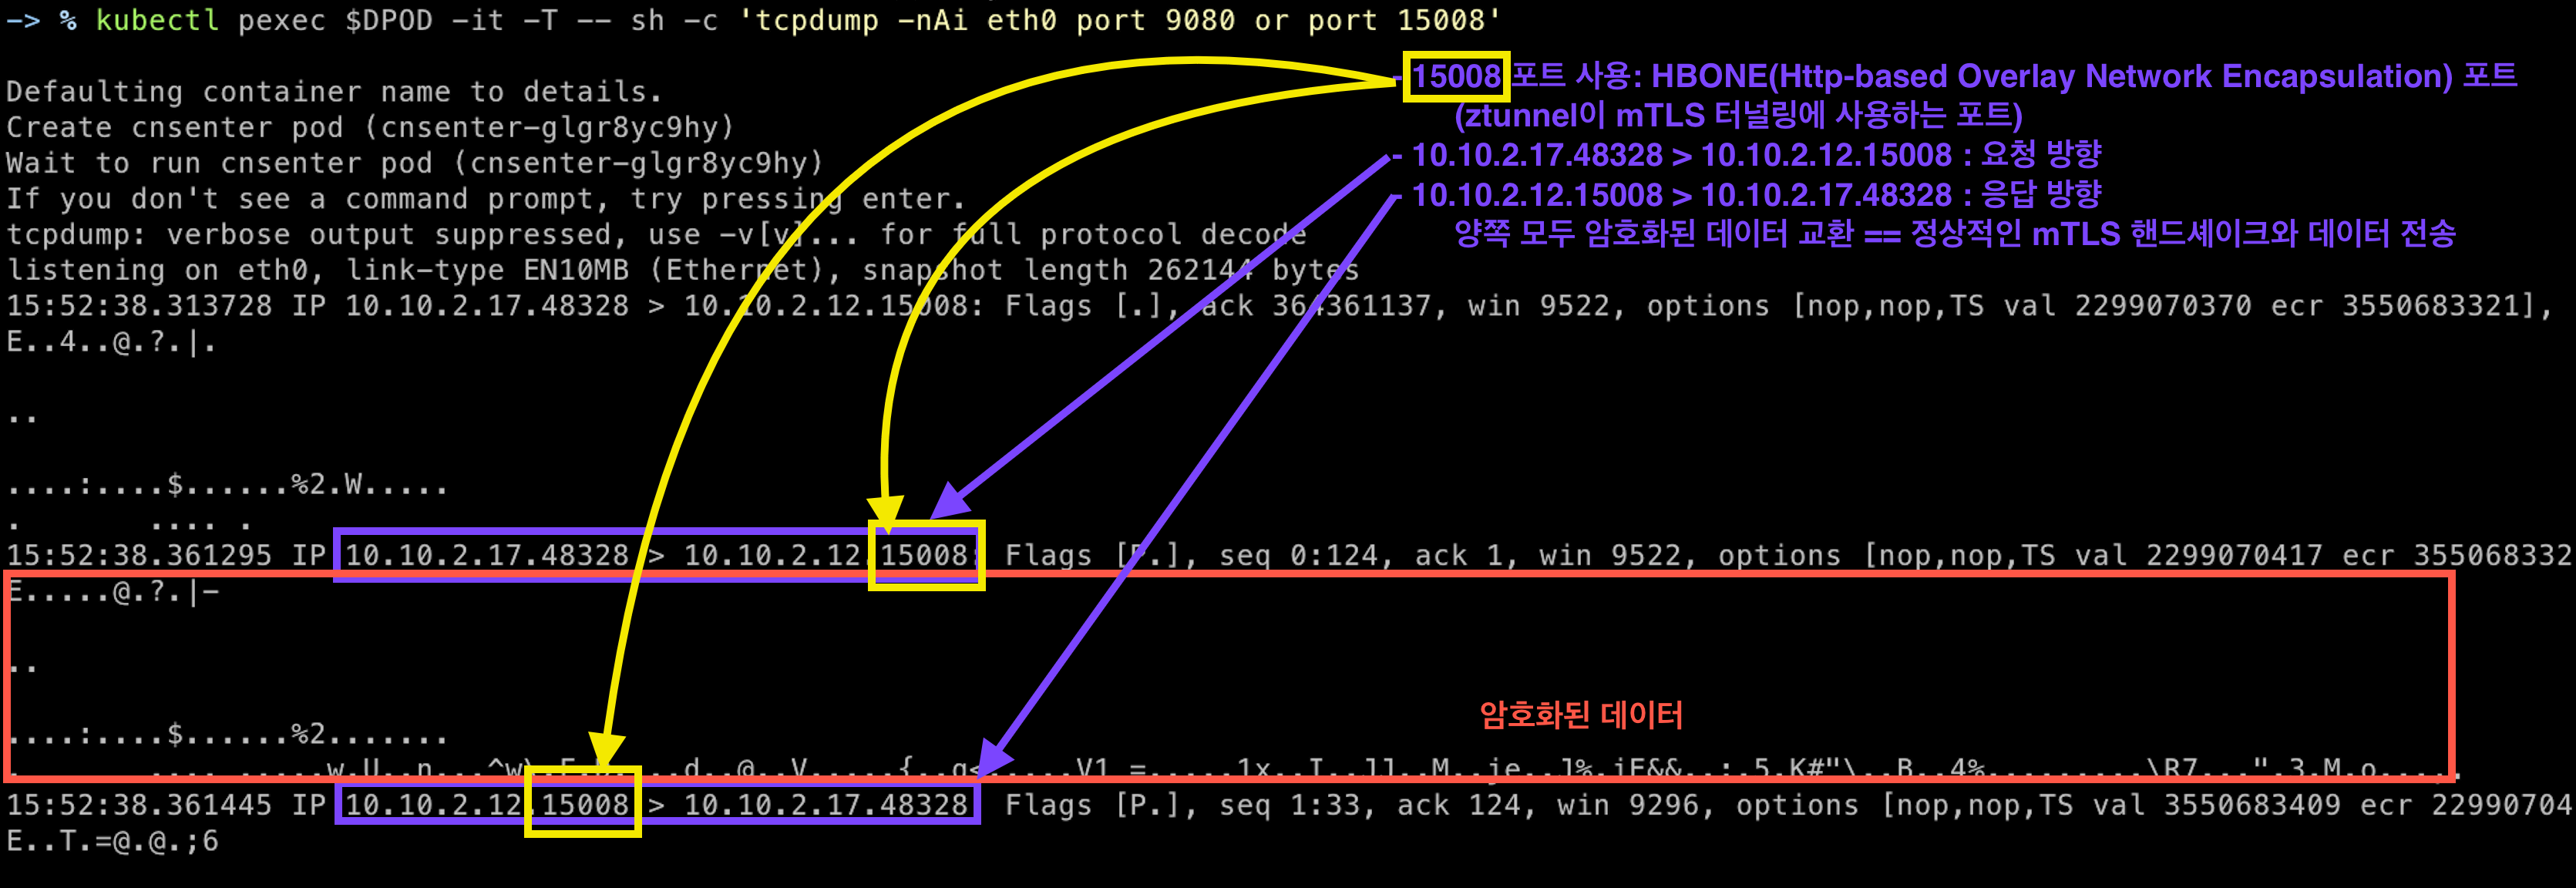 -> % kubectl pexec $DPOD -it -T -- sh -c 'tcpdump -nAi eth0 port 9080 or port 15008'
- 15008 포트 사용: HBONE(Http-based Overlay Network Encapsulation) 포트
(ztunnel이 mTLS 터널링에 사용하는 포트)
- 10.10.2.17.48328 > 10.10.2.12.15008 : 요청 방향
- 10.10.2.12.15008 > 10.10.2.17.48328 : 응답 방향
양쪽 모두 암호화된 데이터 교환 == 정상적인 mTLS 핸드셰이크와 데이터 전송
Defaulting container name to details.
Create cnsenter pod (cnsenter-glgr8yc9hy)
Wait to run cnsenter pod (cnsenter-glgr8yc9hy)
If you don't see a command prompt, try pressing enter.
tcpdump: verbose output suppressed, use -v[v]... for full protocol decode
listening on eth0, link-type EN10MB (Ethernet), snapshot length 262144 bytes
15:52:38.313728 IP 10.10.2.17.48328 > 10.10.2.12.15008: Flags [.], ack 364361137, win 9522, options [nop,nop,TS val 2299070370 ecr 3550683321],
E..4..@.?.|.
..
....:....$......%2.W.....
. .... .
15:52:38.361295 IP 10.10.2.17.48328 > 10.10.2.12.15008: Flags [P.], seq 0:124, ack 1, win 9522, options [nop,nop,TS val 2299070417 ecr 355068332
E.....@.?.|-
..
암호화된 데이터
....:....$......%2.......
15:52:38.361445 IP 10.10.2.12.15008 > 10.10.2.17.48328: Flags [P.], seq 1:33, ack 124, win 9296, options [nop,nop,TS val 3550683409 ecr 22990704
E..T.=@.@.;6